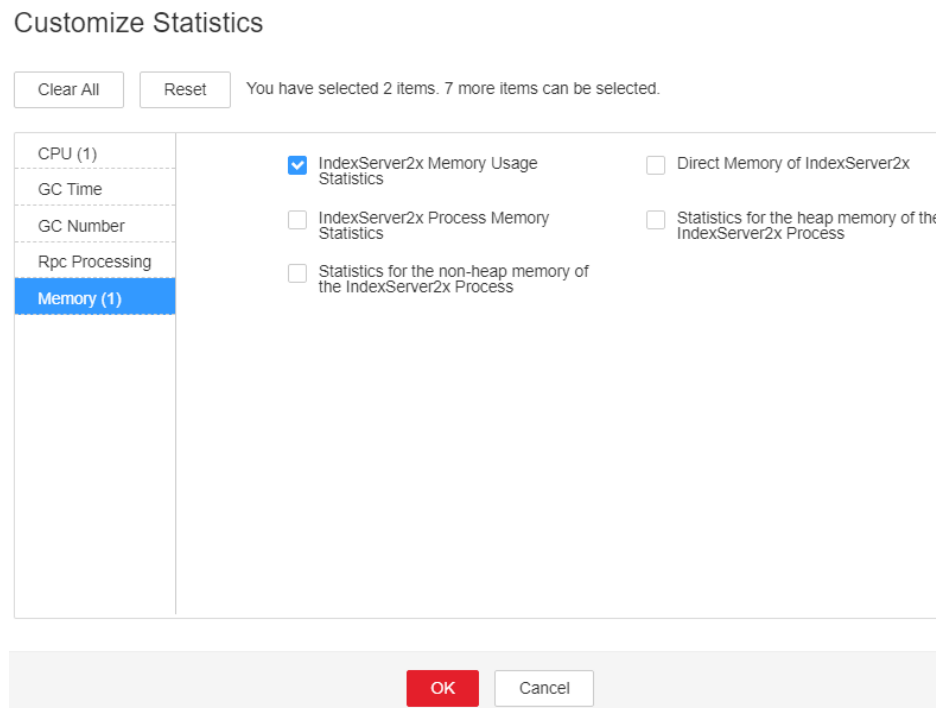 Customize Statistics
Clear All
Reset
You have selected 2 items. 7 more items can be selected.
CPU (1)
GC Time
GC Number
Rpc Processing
Memory (1)
IndexServer2x Memory Usage
Statistics
Direct Memory of IndexServer2x
IndexServer2x Process Memory
Statistics
Statistics for the heap memory of the
IndexServer2x Process
Statistics for the non-heap memory of
the IndexServer2x Process
OK
Cancel